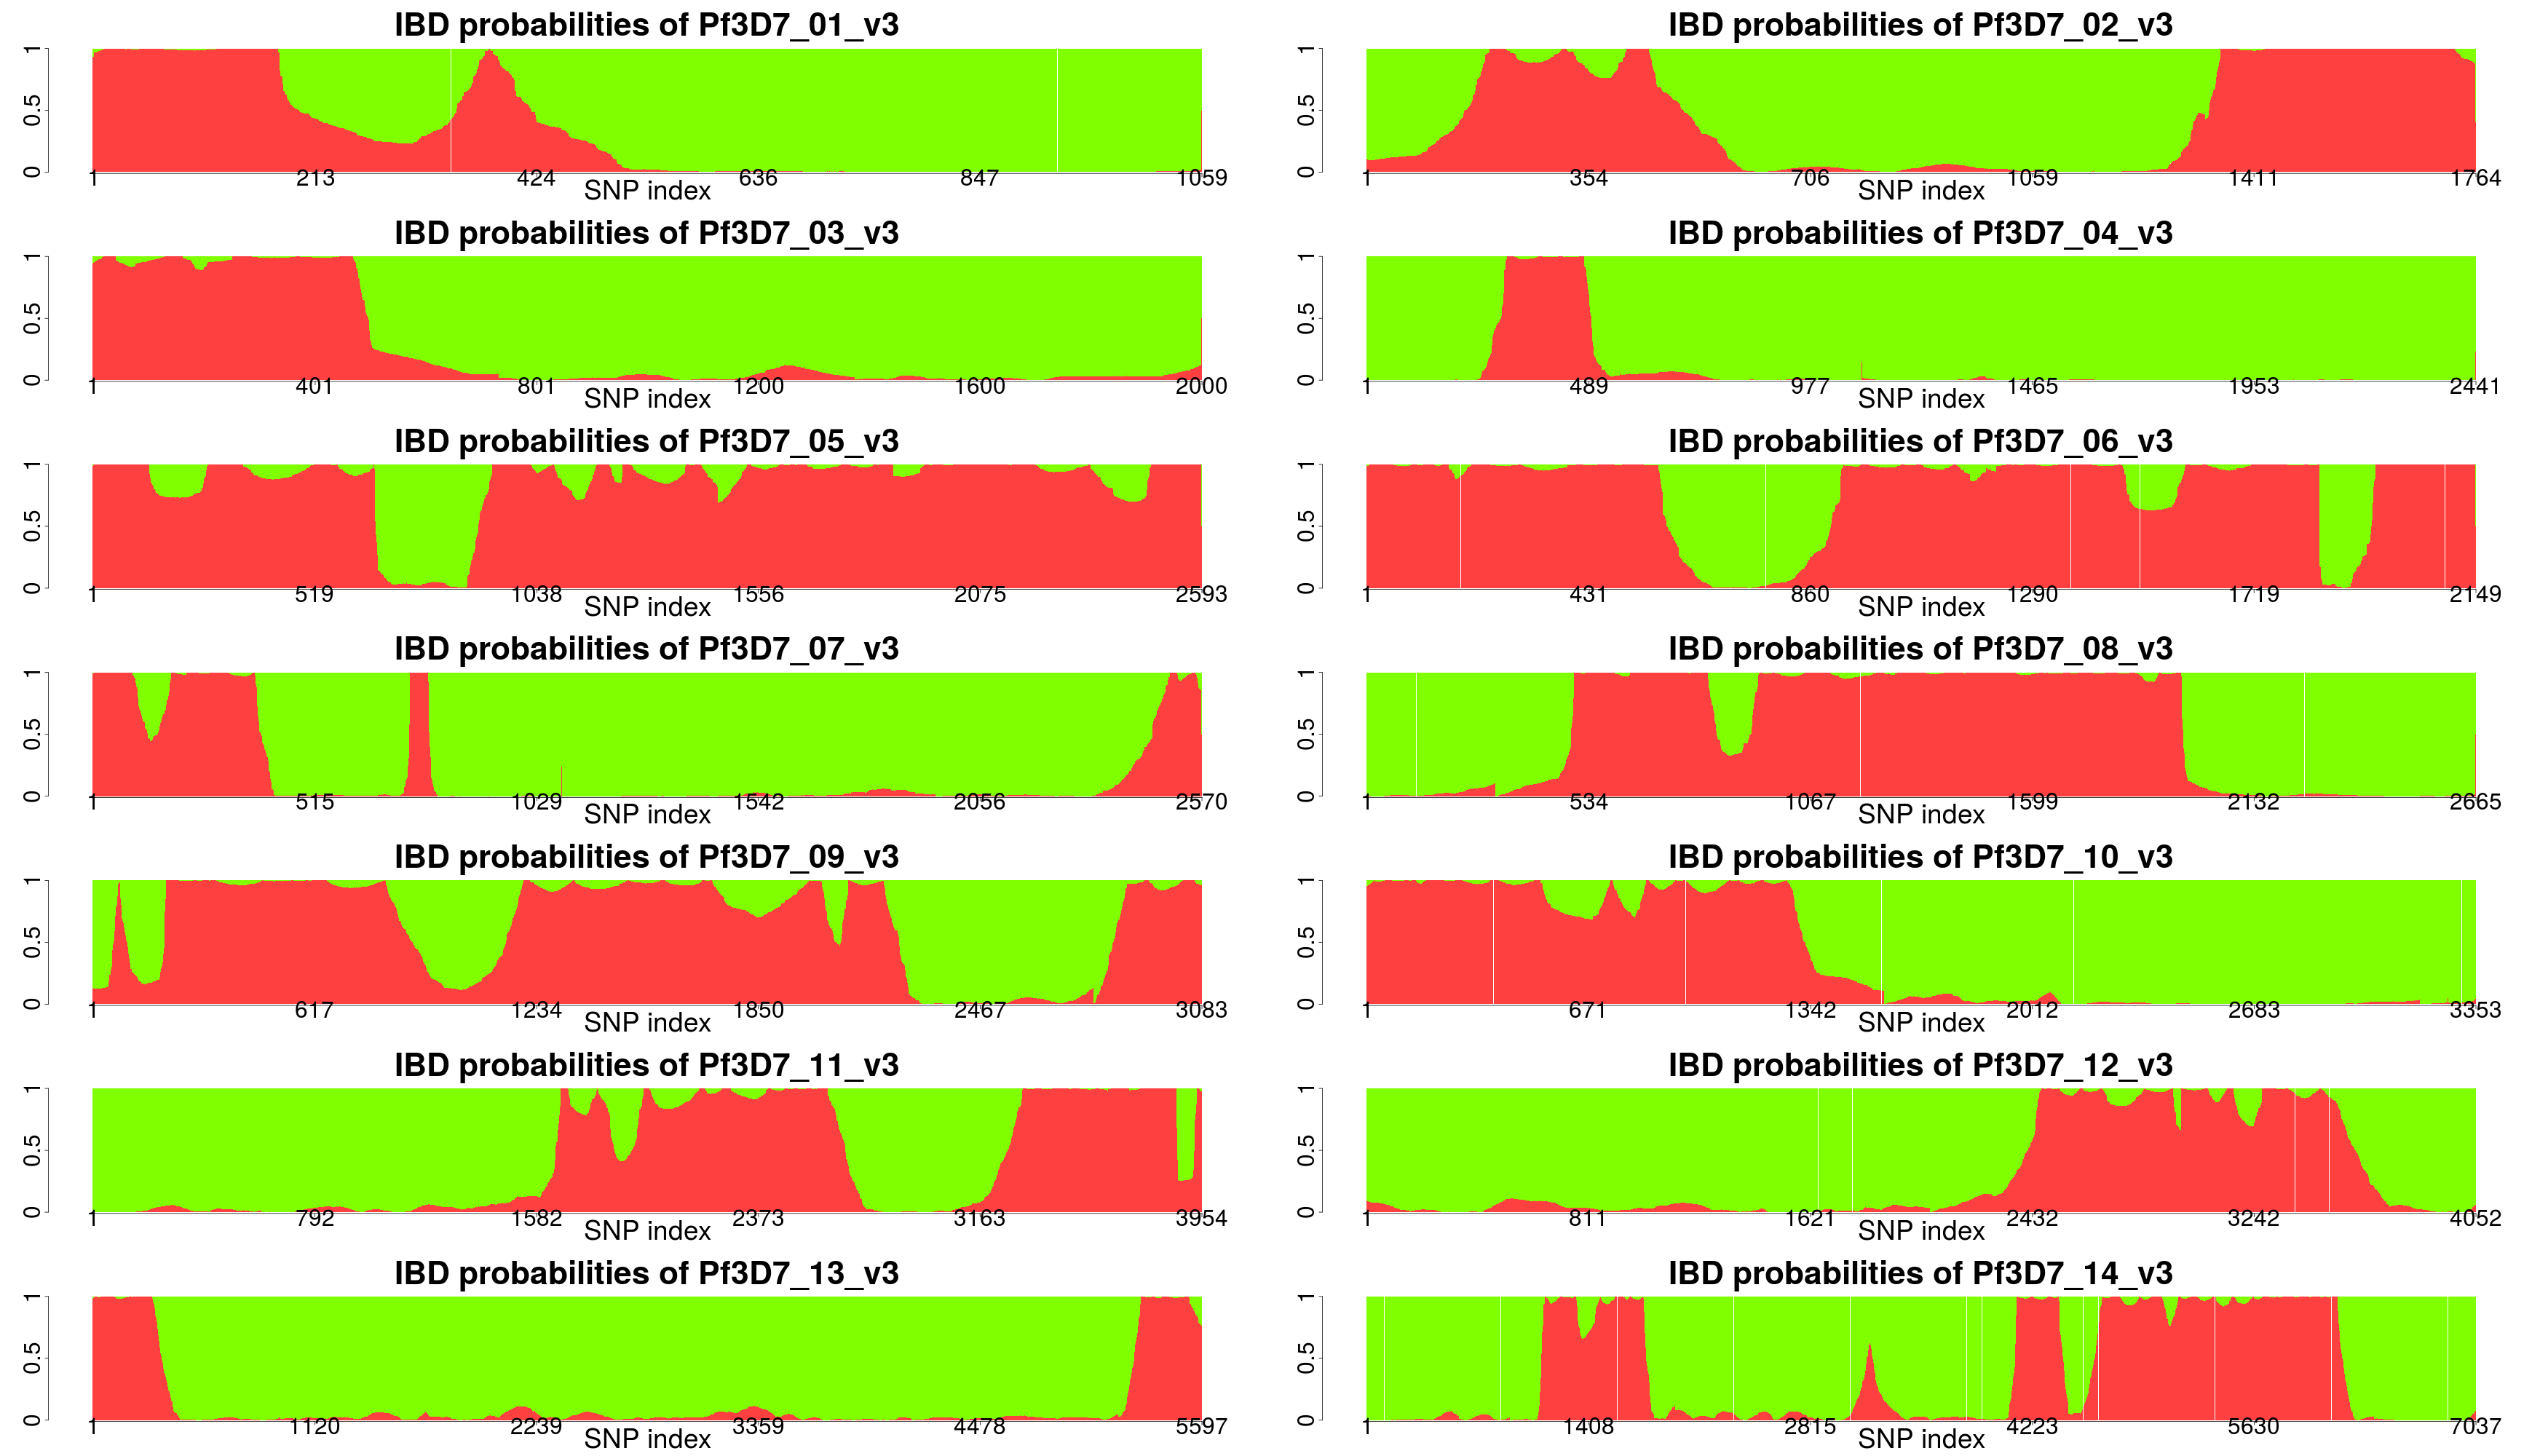 IBD probabilities of Pf3D7_01_v3
0 0.5 1
1 213 424 636 847 1059
SNP index
IBD probabilities of Pf3D7_02_v3
0 0.5 1
1 354 706 1059 1411 1764
SNP index
IBD probabilities of Pf3D7_03_v3
0 0.5 1
1 401 801 1200 1600 2000
SNP index
IBD probabilities of Pf3D7_04_v3
0 0.5 1
1 489 977 1465 1953 2441
SNP index
IBD probabilities of Pf3D7_05_v3
0 0.5 1
1 519 1038 1556 2075 2593
SNP index
IBD probabilities of Pf3D7_06_v3
0 0.5 1
1 431 860 1290 1719 2149
SNP index
IBD probabilities of Pf3D7_07_v3
0 0.5 1
1 515 1029 1542 2056 2570
SNP index
IBD probabilities of Pf3D7_08_v3
0 0.5 1
1 534 1067 1599 2132 2665
SNP index
IBD probabilities of Pf3D7_09_v3
0 0.5 1
1 617 1234 1850 2467 3083
SNP index
IBD probabilities of Pf3D7_10_v3
0 0.5 1
1 671 1342 2012 2683 3353
SNP index
IBD probabilities of Pf3D7_11_v3
0 0.5 1
1 792 1582 2373 3163 3954
SNP index
IBD probabilities of Pf3D7_12_v3
0 0.5 1
1 811 1621 2432 3242 4052
SNP index
IBD probabilities of Pf3D7_13_v3
0 0.5 1
1 1120 2239 3359 4478 5597
SNP index
IBD probabilities of Pf3D7_14_v3
0 0.5 1
1 1408 2815 4223 5630 7037
SNP index